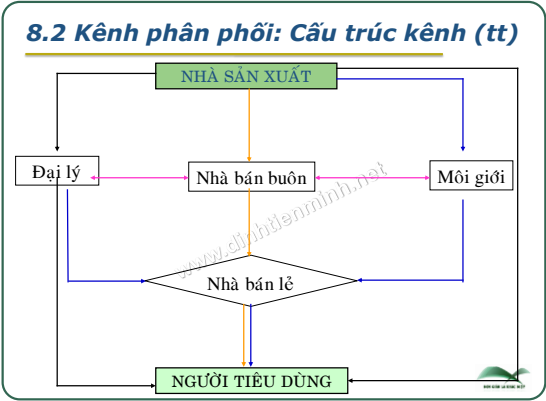 8.2 Kênh phân phối: Cấu trúc kênh (tt)
NHÀ SẢN XUẤT
Đại lý
Nhà bán buôn
Môi giới
www.dinhtienminh.net
Nhà bán lẻ
NGƯỜI TIÊU DÙNG